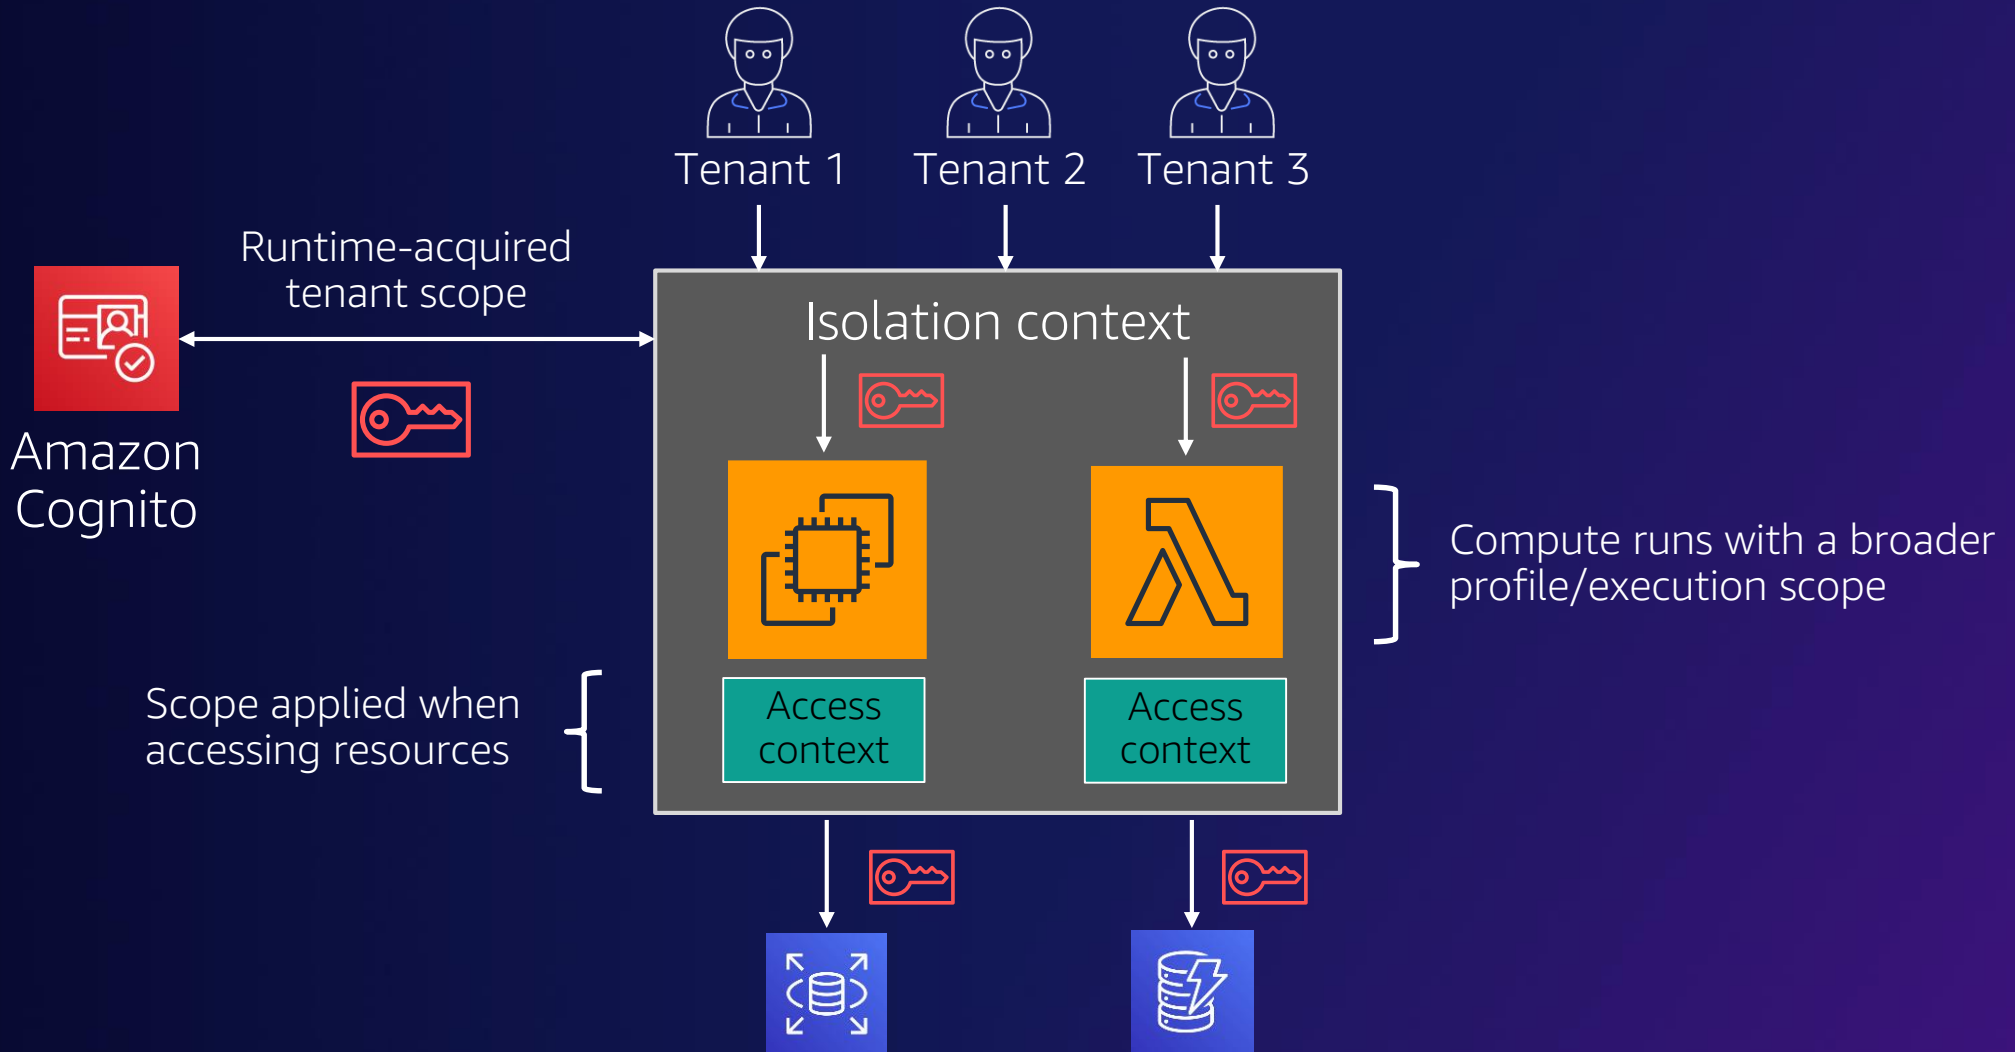 Tenant 1
Tenant 2
Tenant 3
Runtime-acquired
tenant scope
Isolation context
Amazon
Cognito
Compute runs with a broader
profile/execution scope
Scope applied when
accessing resources
Access
context
Access
context